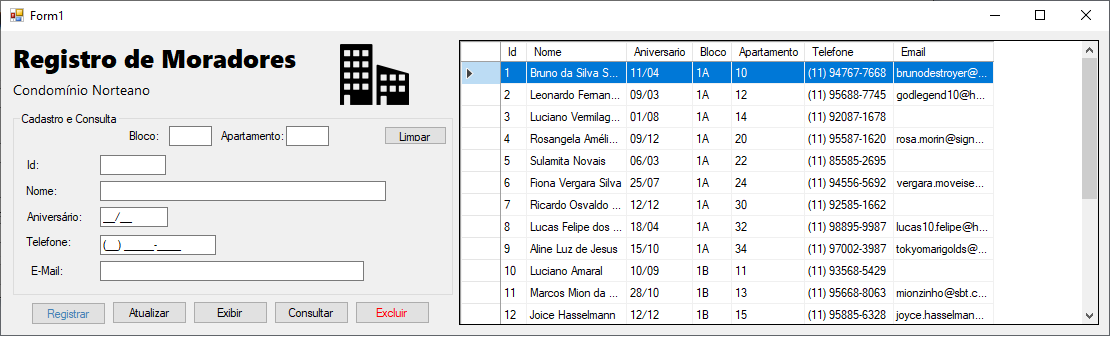 Form1
Registro de Moradores
Condomínio Norteano
Cadastro e Consulta
Bloco: Apartamento: Limpar
Id:
Nome:
Aniversário: __/__
Telefone: (__) _____-____
E-Mail:
Registrar Atualizar Exibir Consultar Excluir
Id Nome Aniversario Bloco Apartamento Telefone Email
1 Bruno da Silva S... 11/04 1A 10 (11) 94767-7668 brunodestroyer@...
2 Leonardo Fernan... 09/03 1A 12 (11) 95688-7745 godlegend10@h...
3 Luciano Vermilag... 01/08 1A 14 (11) 92087-1678
4 Rosangela Améli... 09/12 1A 20 (11) 95587-1620 rosa.morin@sign...
5 Sulamita Novais 06/03 1A 22 (11) 85585-2695
6 Fiona Vergara Silva 25/07 1A 24 (11) 94556-5692 vergara.moveise...
7 Ricardo Osvaldo ... 12/12 1A 30 (11) 92585-1662
8 Lucas Felipe dos ... 18/04 1A 32 (11) 98895-9987 lucas10.felipe@h...
9 Aline Luz de Jesus 15/10 1A 34 (11) 97002-3987 tokyomarigolds@...
10 Luciano Amaral 10/09 1B 11 (11) 93568-5429
11 Marcos Mion da ... 28/10 1B 13 (11) 95668-8063 mionzinho@sbt.c...
12 Joice Hasselmann 12/12 1B 15 (11) 95885-6328 joyce.hasselman...